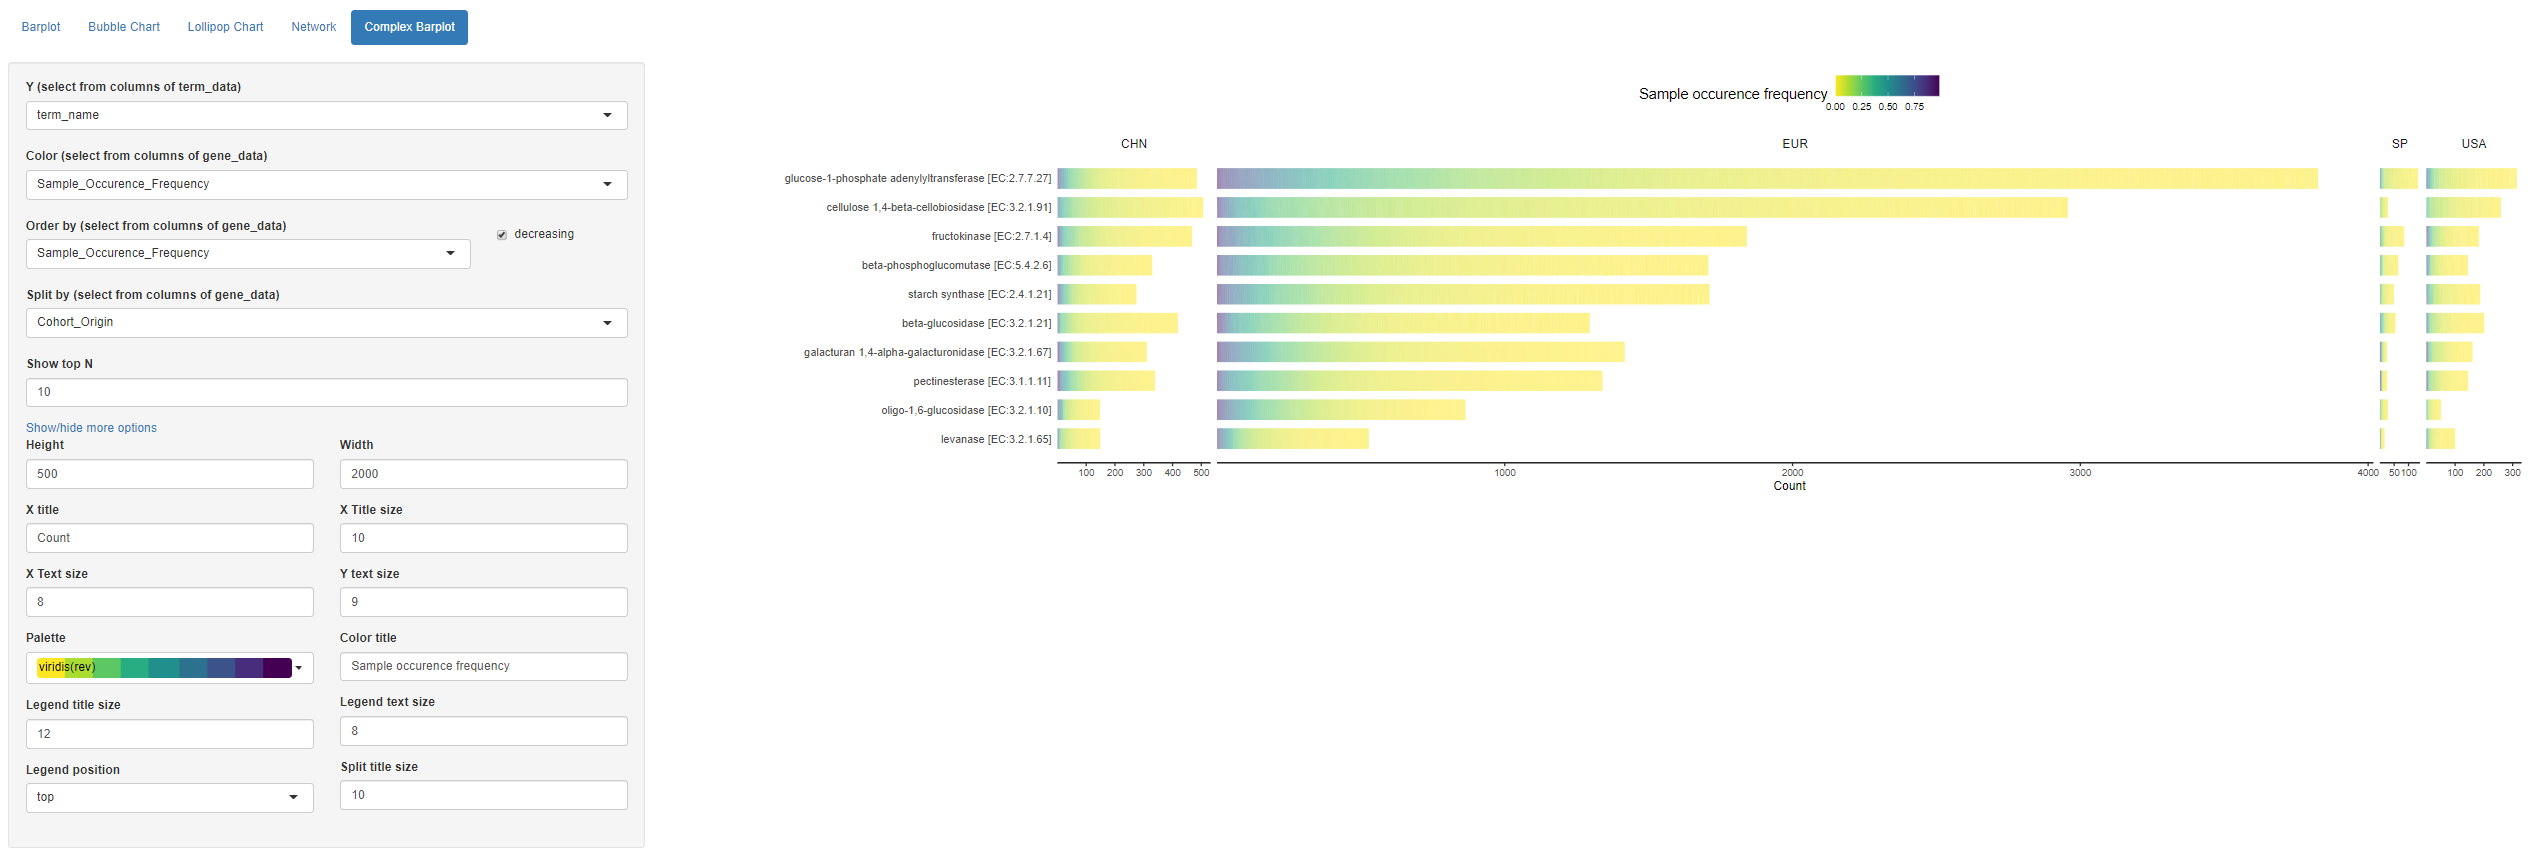 Barplot Bubble Chart Lollipop Chart Network Complex Barplot
Y (select from columns of term_data)
term_name
Color (select from columns of gene_data)
Sample_Occurence_Frequency
Order by (select from columns of gene_data)
decreasing
Sample_Occurence_Frequency
Split by (select from columns of gene_data)
Cohort_Origin
Show top N
10
Show/hide more options
Height Width
500 2000
X title X Title size
Count 10
X Text size Y text size
8 9
Palette Color title
viridis(rev) Sample occurence frequency
Legend title size Legend text size
12 8
Legend position Split title size
top 10
Sample occurence frequency
0.00 0.25 0.50 0.75
CHN EUR SP USA
glucose-1-phosphate adenylyltransferase [EC:2.7.7.27]
cellulose 1,4-beta-cellobiosidase [EC:3.2.1.91]
fructokinase [EC:2.7.1.4]
beta-phosphoglucomutase [EC:5.4.2.6]
starch synthase [EC:2.4.1.21]
beta-glucosidase [EC:3.2.1.21]
galacturan 1,4-alpha-galacturonidase [EC:3.2.1.67]
pectinesterase [EC:3.1.1.11]
oligo-1,6-glucosidase [EC:3.2.1.10]
levanase [EC:3.2.1.65]
100 200 300 400 500 1000 2000 3000 4000 50 100 100 200 300
Count